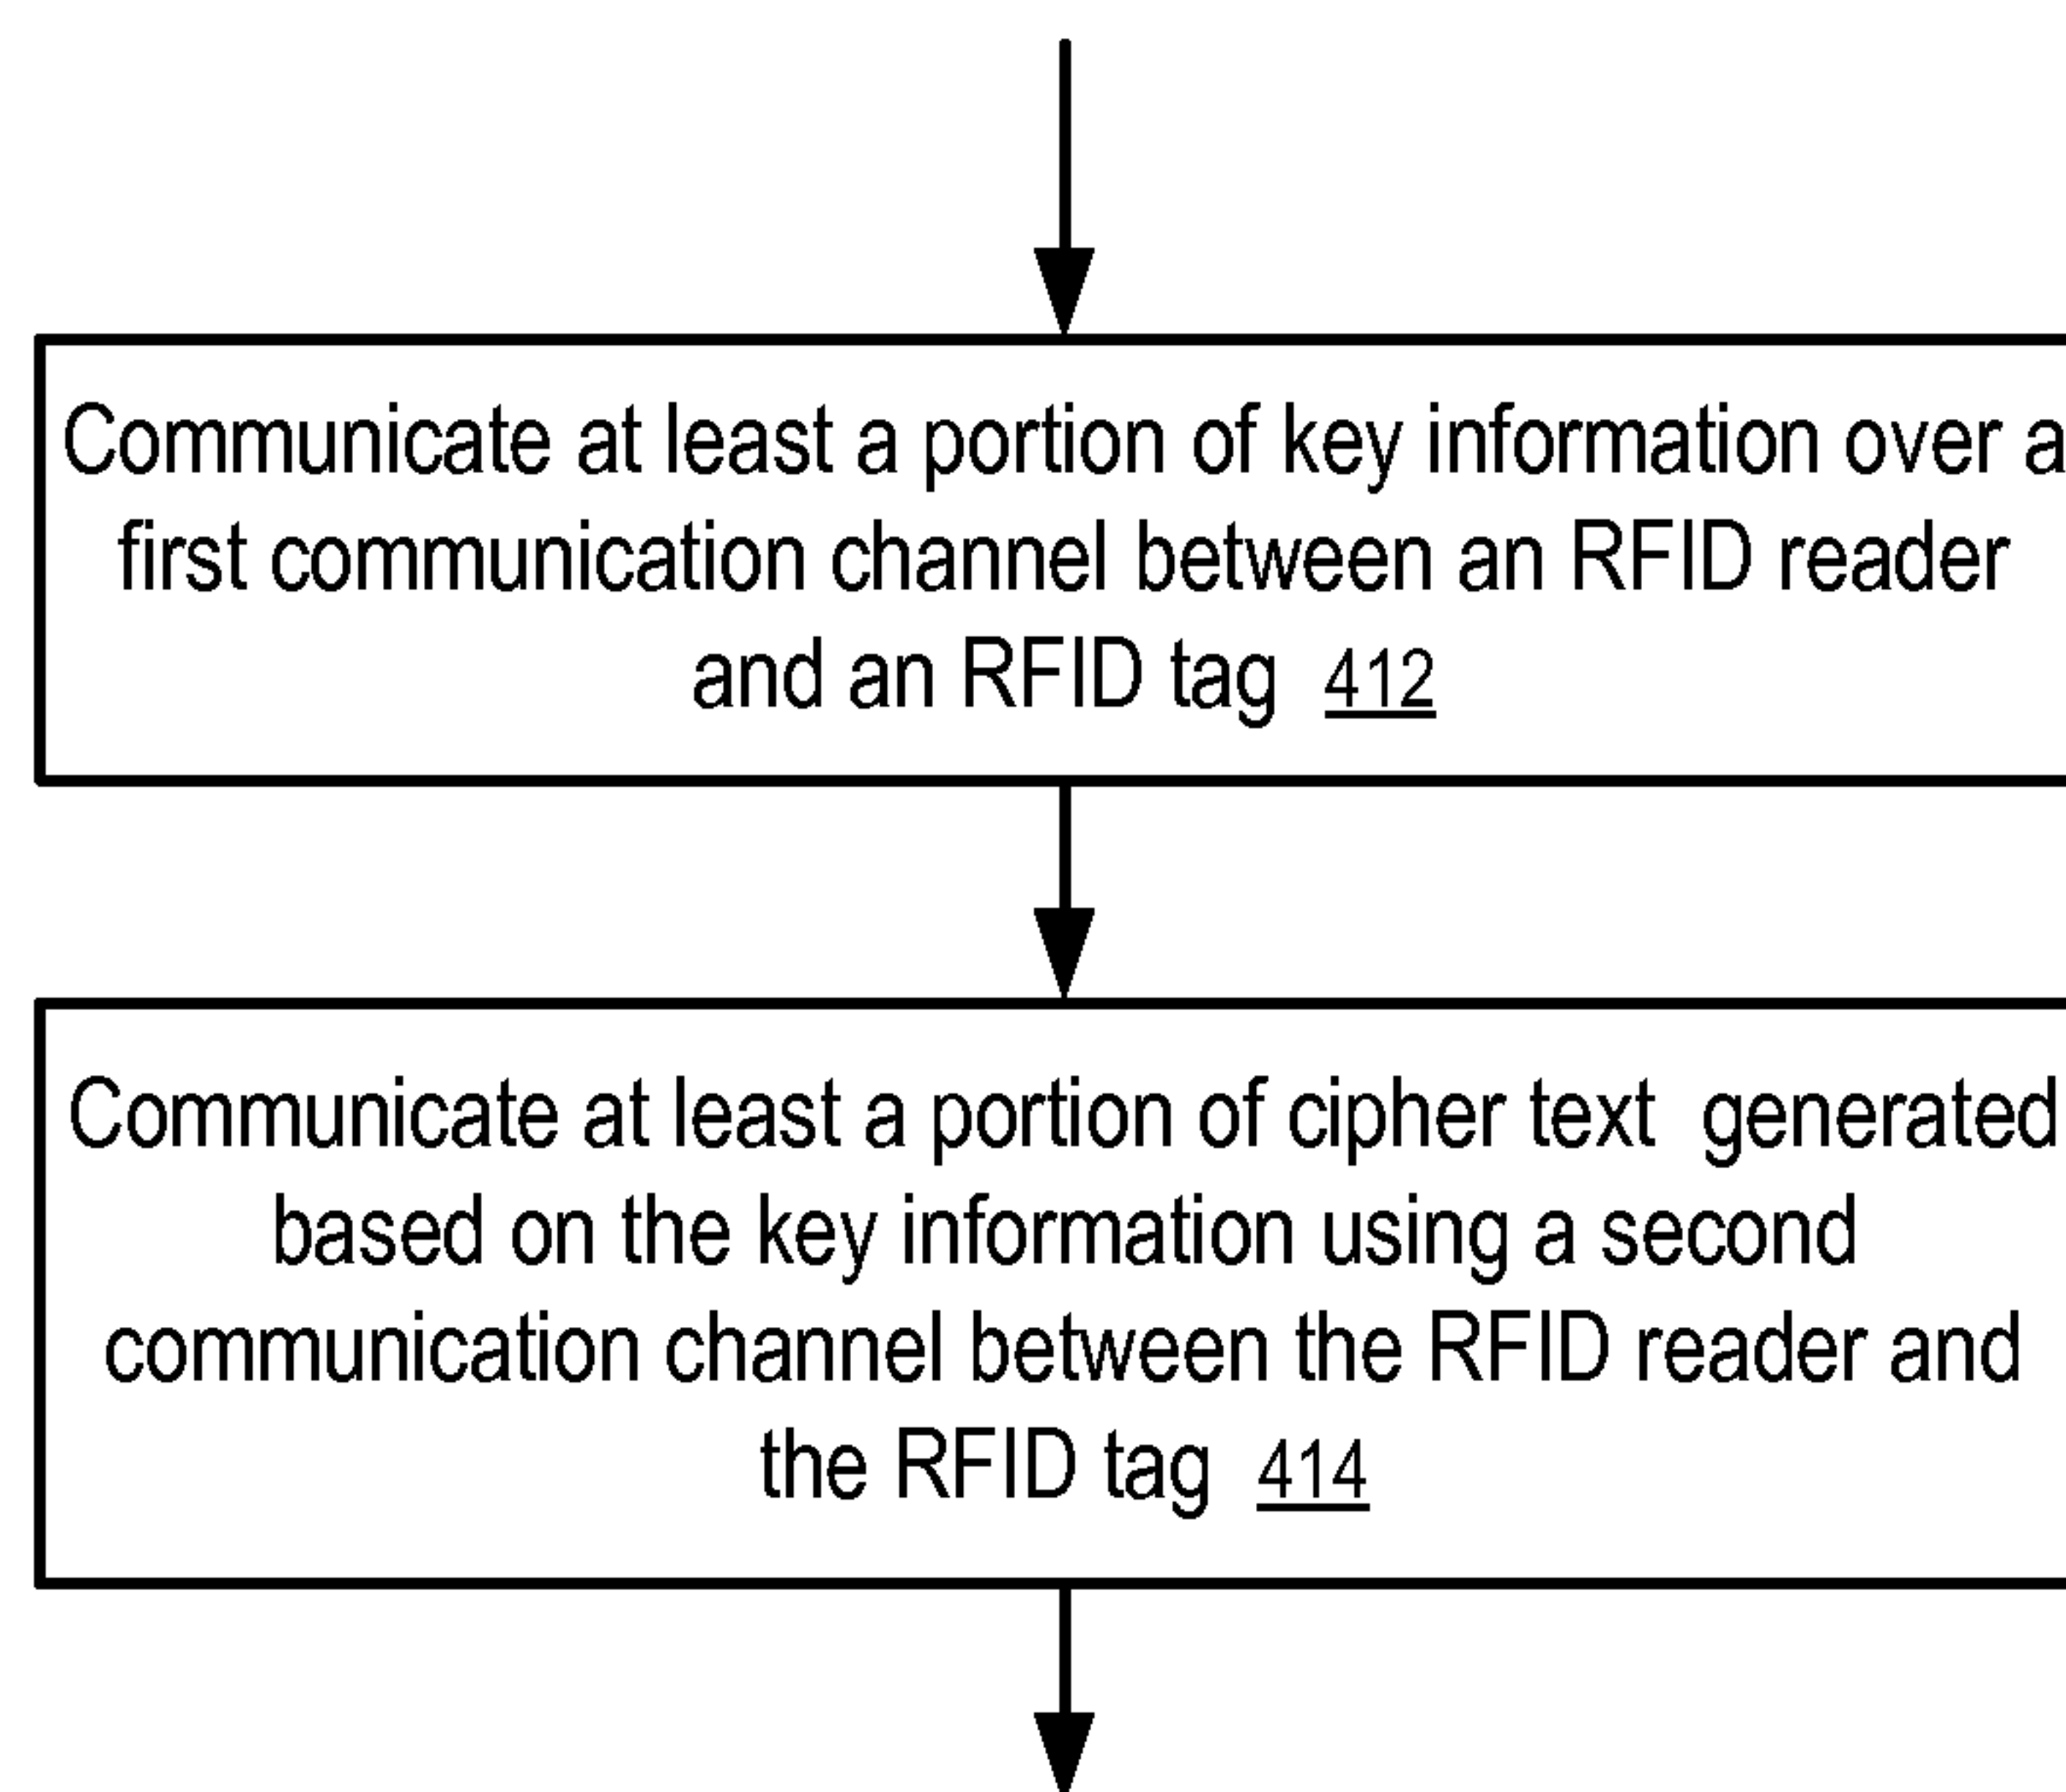 Communicate at least a portion of key information over a
first communication channel between an RFID reader
and an RFID tag 412
Communicate at least a portion of cipher text generated
based on the key information using a second
communication channel between the RFID reader and
the RFID tag 414